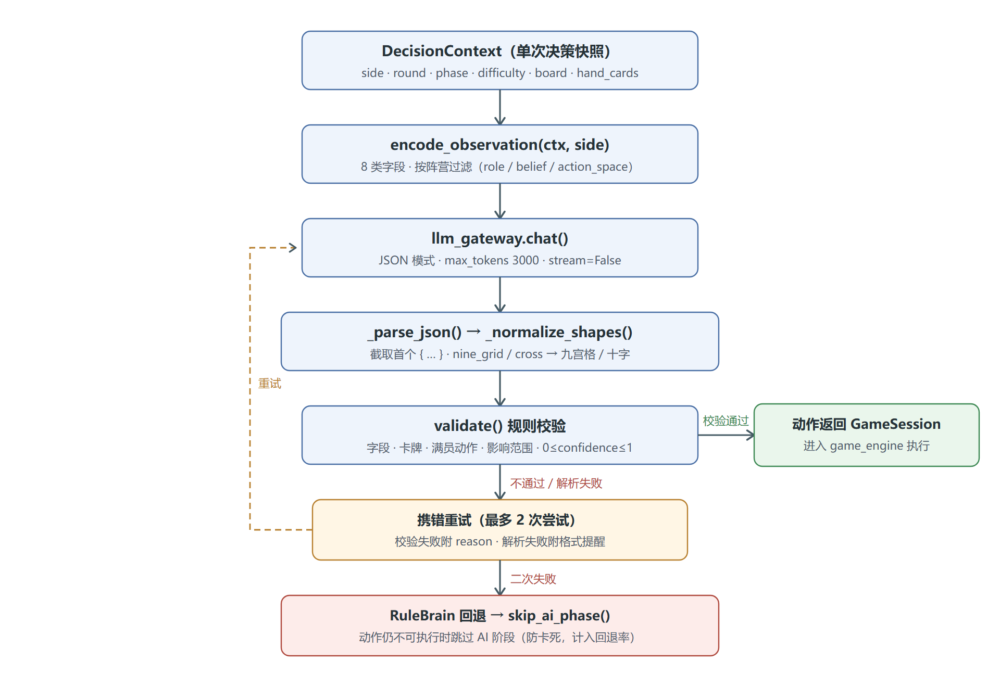 DecisionContext（单次决策快照）
side · round · phase · difficulty · board · hand_cards
encode_observation(ctx, side)
8 类字段 · 按阵营过滤（role / belief / action_space）
llm_gateway.chat()
JSON 模式 · max_tokens 3000 · stream=False
_parse_json() → _normalize_shapes()
截取首个 { ... } · nine_grid / cross → 九宫格 / 十字
重试
validate() 规则校验
字段 · 卡牌 · 满员动作 · 影响范围 · 0≤confidence≤1
校验通过
动作返回 GameSession
进入 game_engine 执行
不通过 / 解析失败
携错重试（最多 2 次尝试）
校验失败附 reason · 解析失败附格式提醒
二次失败
RuleBrain 回退 → skip_ai_phase()
动作仍不可执行时跳过 AI 阶段（防卡死，计入回退率）